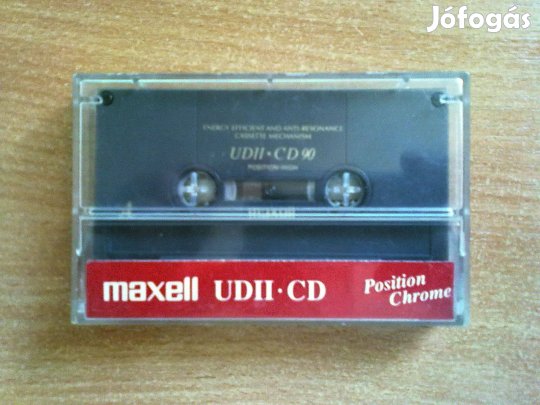 Jófogás
ENERGY EFFICIENT AND ANTI-RESONANCE
CASSETTE MECHANISM
UDII·CD 90
POSITION·HIGH
A
maxell UDII·CD Position
Chrome